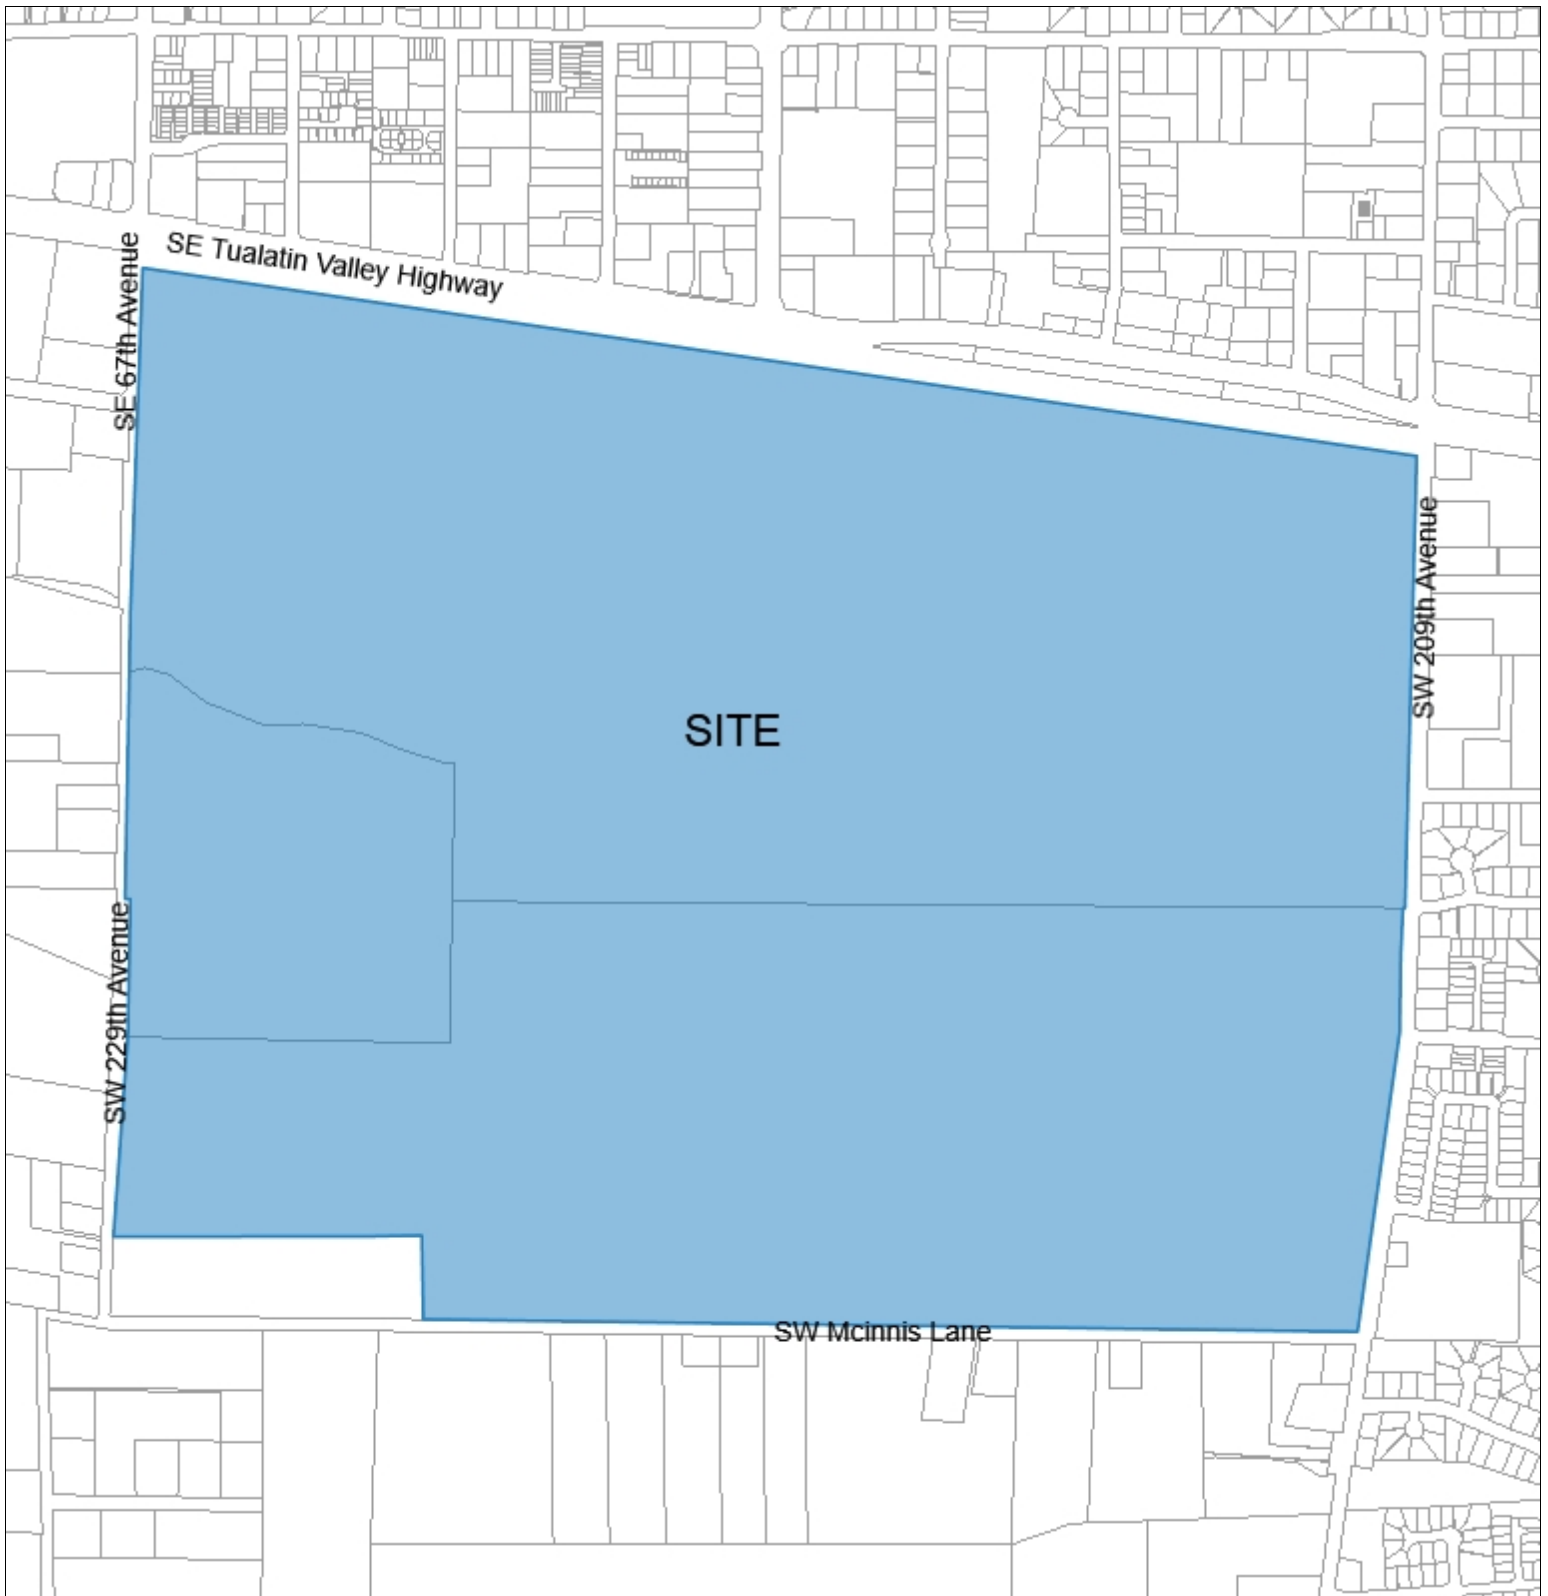 SE Tualatin Valley Highway
SE 67th Avenue
SW 209th Avenue
SITE
SW 229th Avenue
SW Mcinnis Lane